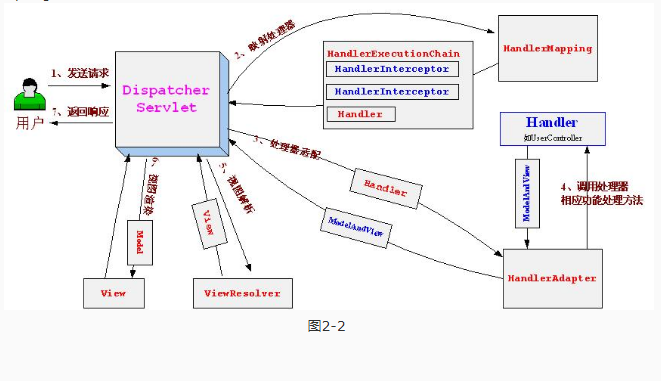 2、映射处理器
HandlerExecutionChain
HandlerInterceptor
HandlerInterceptor
Handler
HandlerMapping
1、发送请求
Dispatcher
Servlet
7、返回响应
用户
3、处理器适配
Handler
ModelAndView
Handler
如UserController
ModelAndView
4、调用处理器
相应功能处理方法
6、视图渲染
5、视图解析
Model
View
View
ViewResolver
HandlerAdapter
图2-2